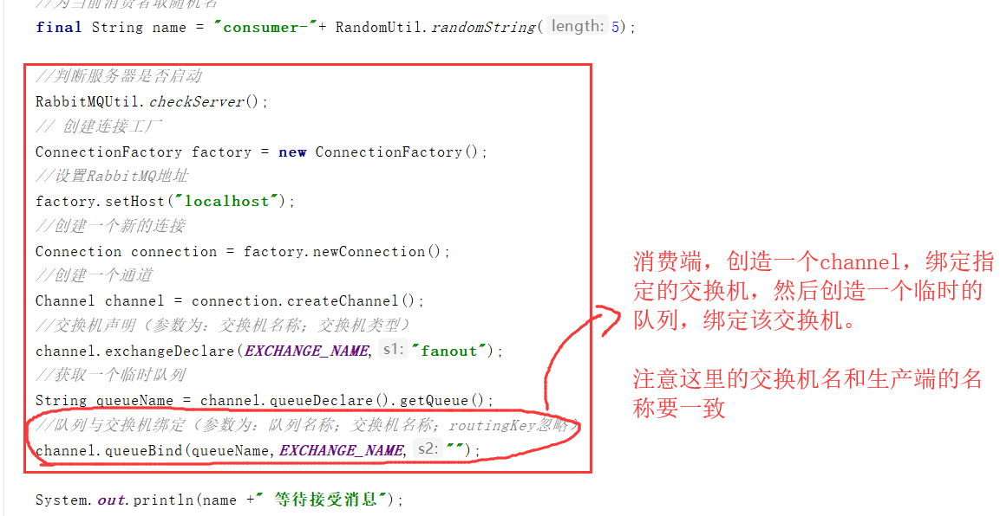 //为当前消费者取随机名
final String name = "consumer-"+ RandomUtil.randomString( length: 5);
//判断服务器是否启动
RabbitMQUtil.checkServer();
// 创建连接工厂
ConnectionFactory factory = new ConnectionFactory();
//设置RabbitMQ地址
factory.setHost("localhost");
//创建一个新的连接
Connection connection = factory.newConnection();
//创建一个通道
Channel channel = connection.createChannel();
//交换机声明（参数为：交换机名称；交换机类型）
channel.exchangeDeclare(EXCHANGE_NAME, s1: "fanout");
//获取一个临时队列
String queueName = channel.queueDeclare().getQueue();
//队列与交换机绑定（参数为：队列名称；交换机名称；routingKey忽略）
channel.queueBind(queueName,EXCHANGE_NAME, s2: "");
System.out.println(name +" 等待接受消息");
消费端，创造一个channel，绑定指
定的交换机，然后创造一个临时的
队列，绑定该交换机。
注意这里的交换机名和生产端的名
称要一致